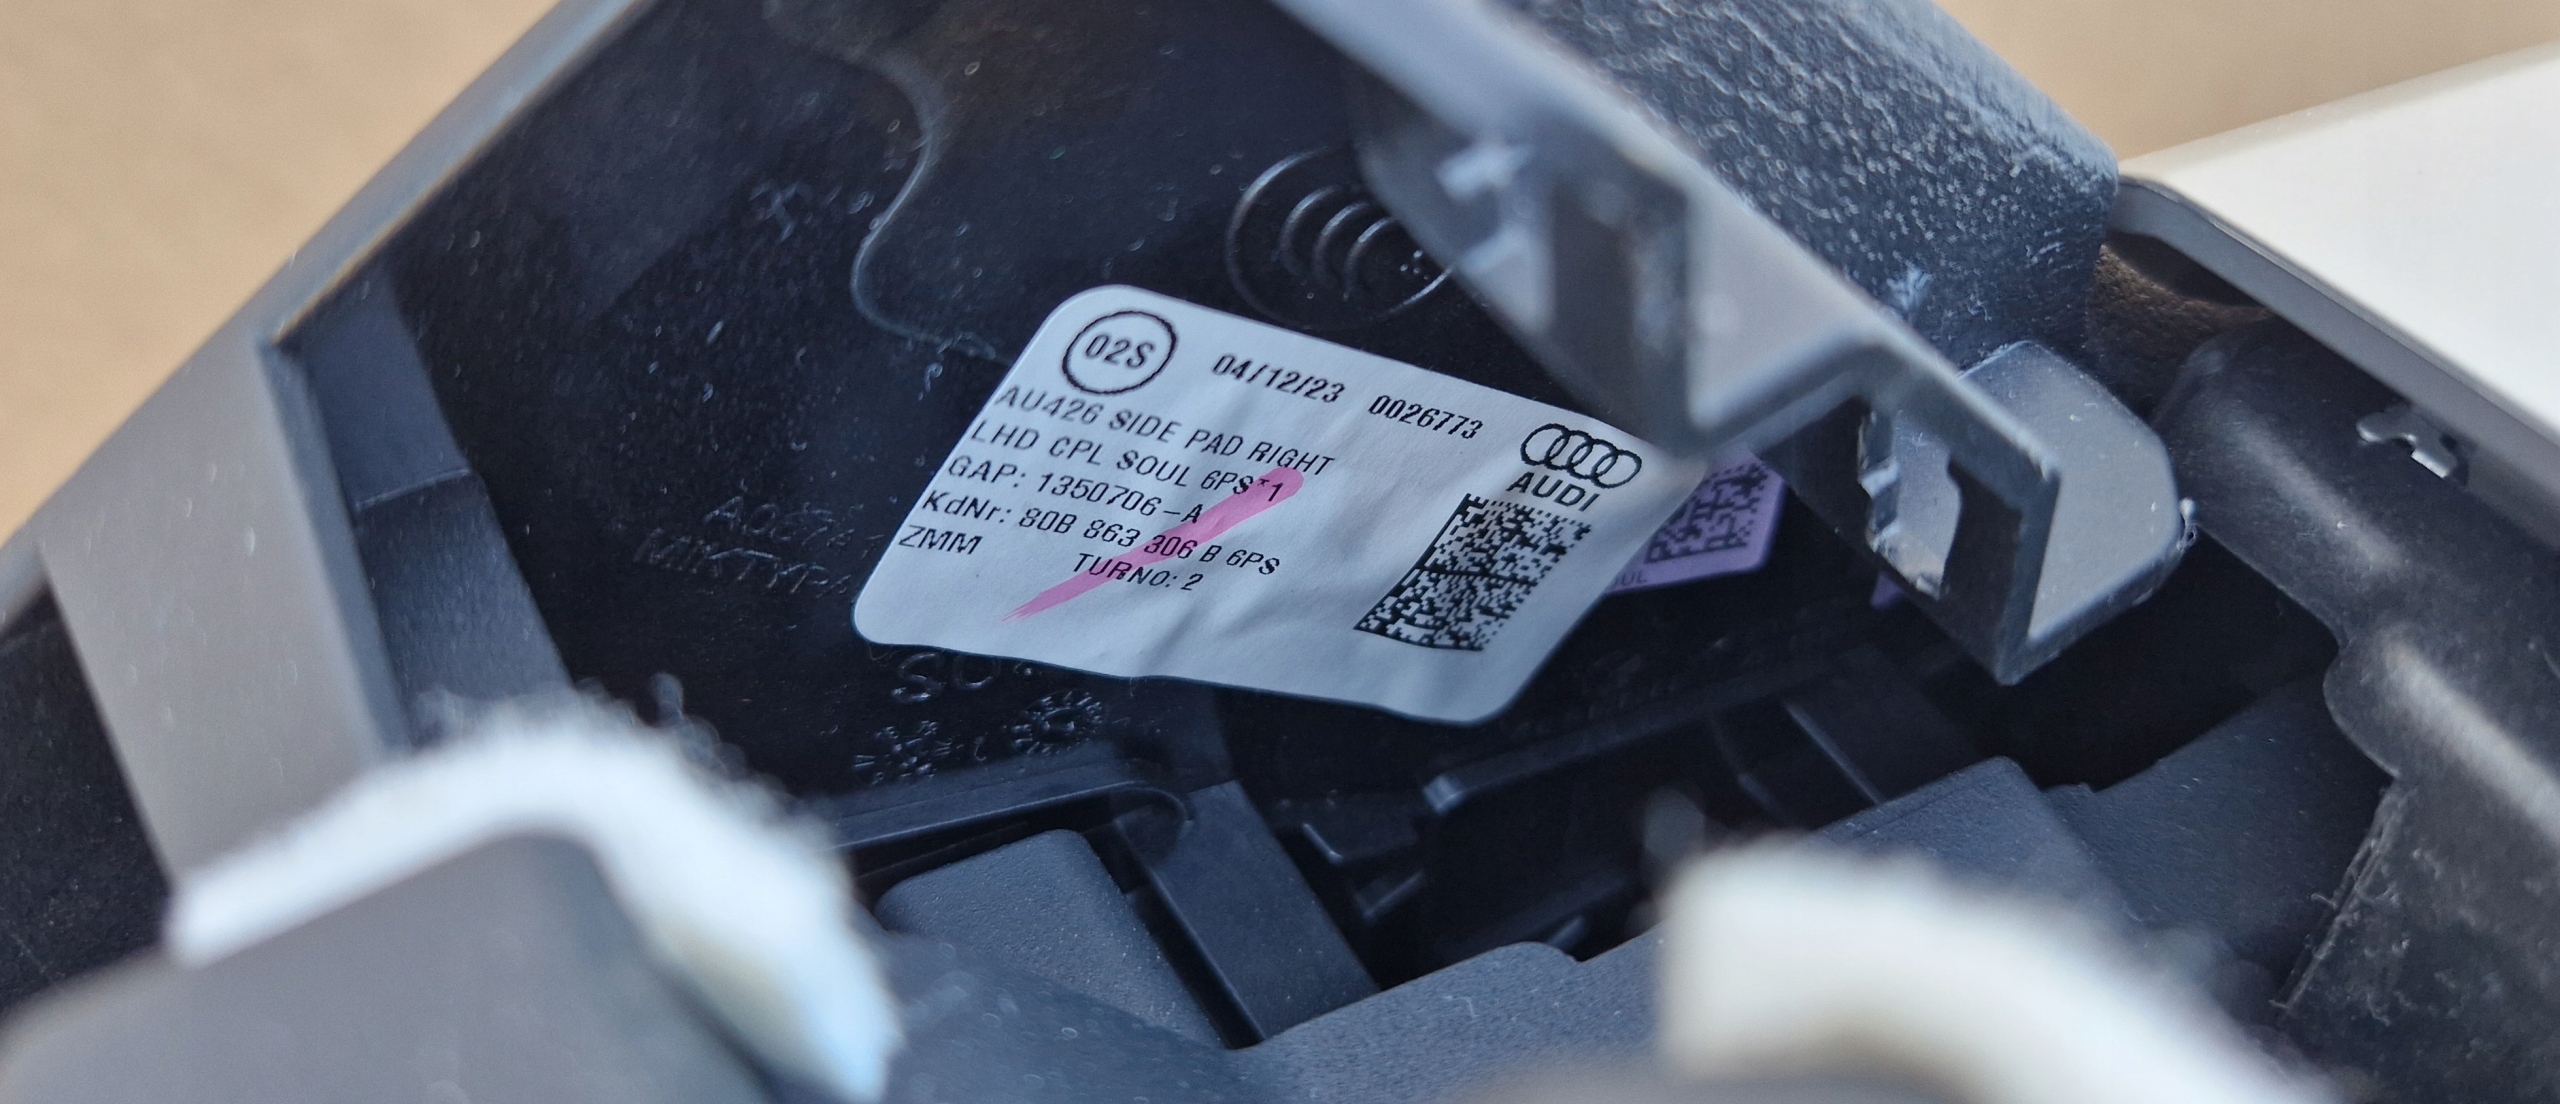 02S 04/12/23 0026773
AU426 SIDE PAD RIGHT
LHD CPL SOUL 6PS*1
GAP: 1350706-A
KdNr: 80B 863 306 B 6PS
ZMM TURNO: 2
AUDI